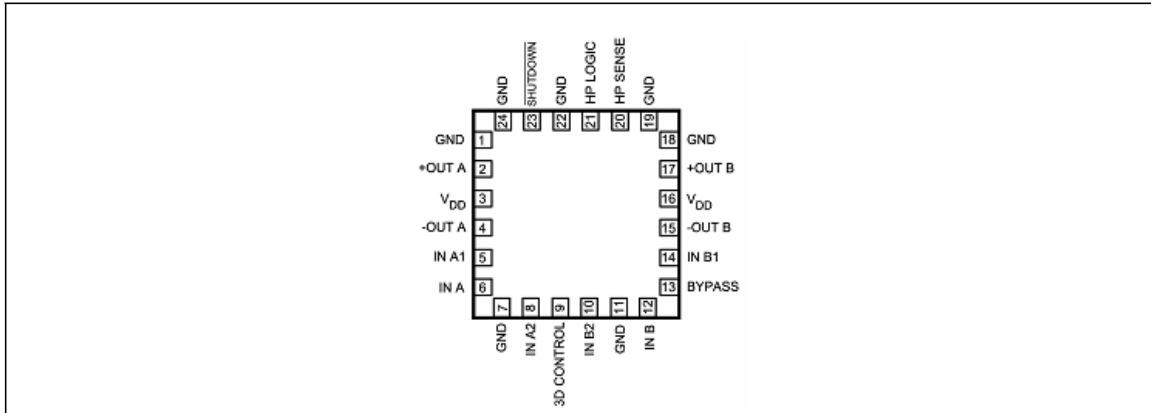 GND
SHUTDOWN
GND
HP LOGIC
HP SENSE
GND
24
23
22
21
20
19
GND 1
18 GND
+OUT A 2
17 +OUT B
VDD 3
16 VDD
-OUT A 4
15 -OUT B
IN A1 5
14 IN B1
IN A 6
13 BYPASS
7
8
9
10
11
12
GND
IN A2
3D CONTROL
IN B2
GND
IN B